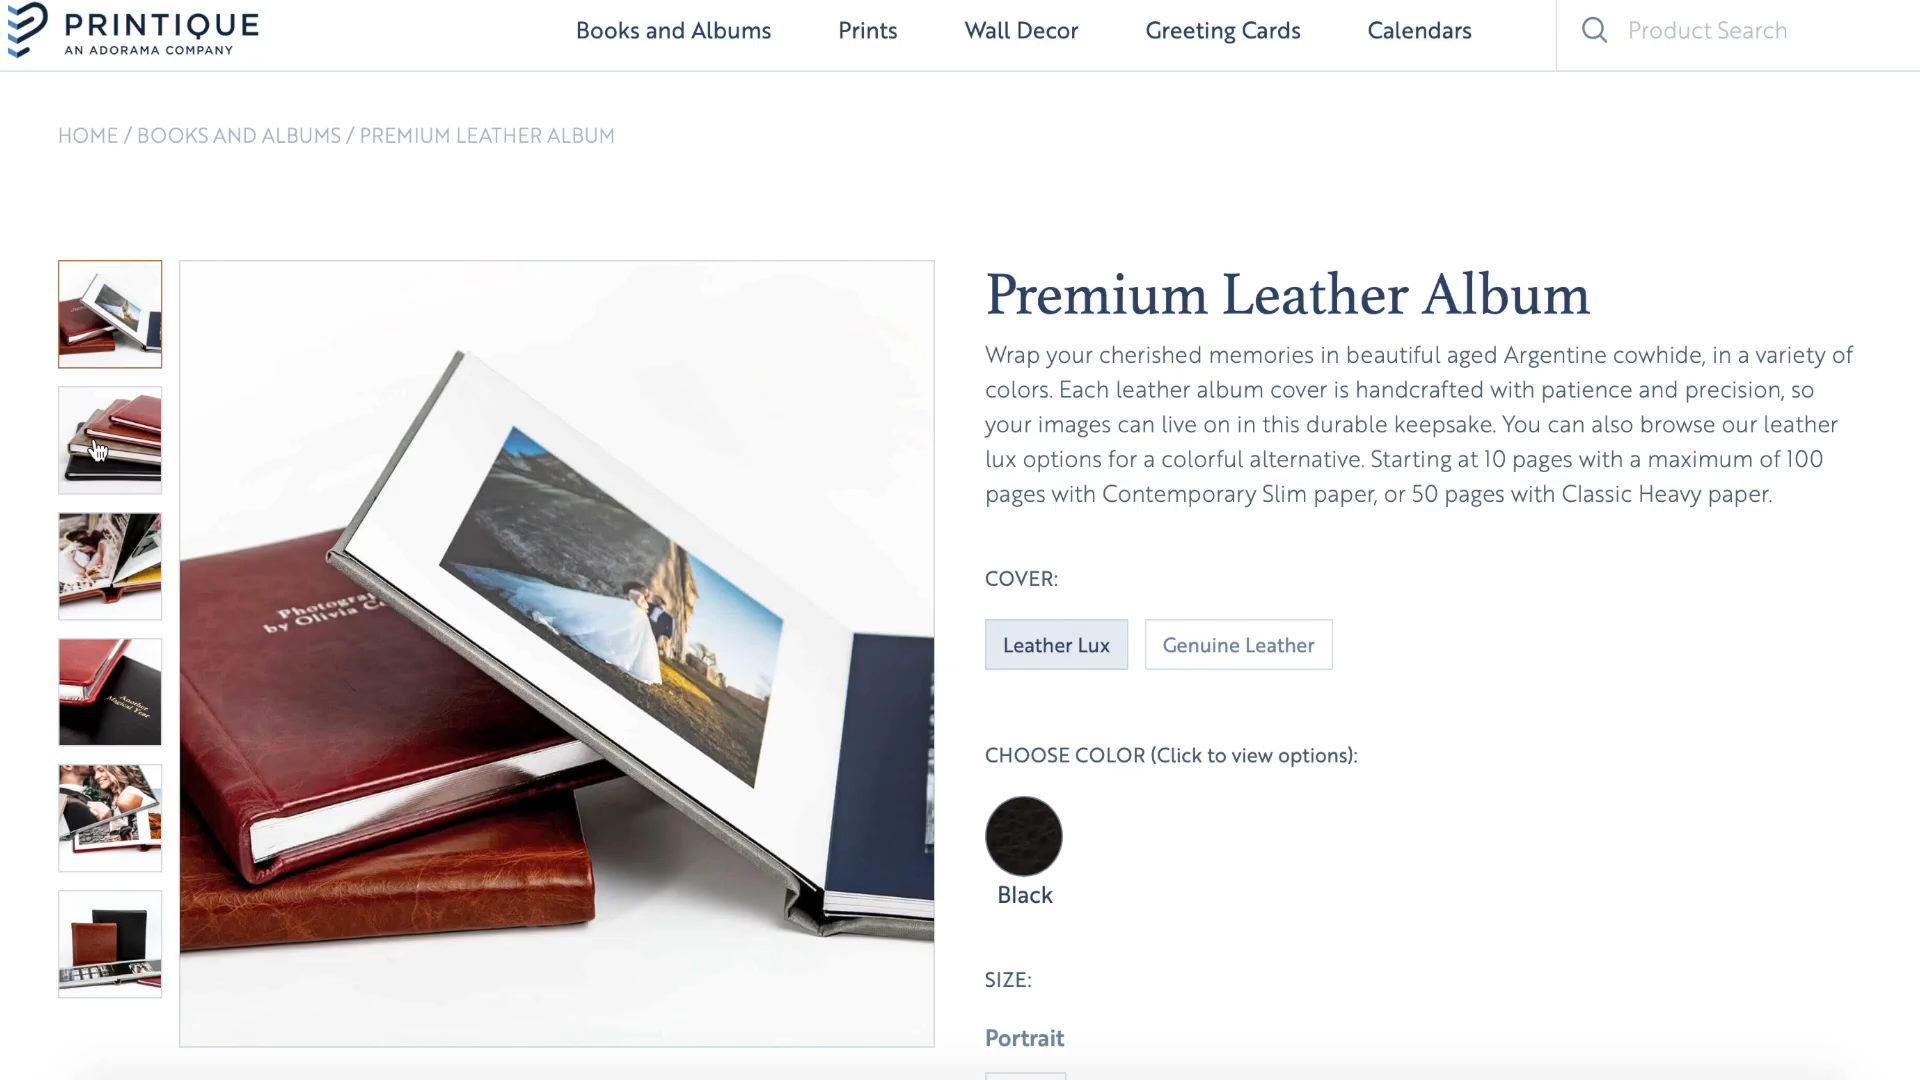 PRINTIQUE
AN ADORAMA COMPANY
Books and Albums
Prints
Wall Decor
Greeting Cards
Calendars
Product Search
HOME / BOOKS AND ALBUMS / PREMIUM LEATHER ALBUM
Premium Leather Album
Wrap your cherished memories in beautiful aged Argentine cowhide, in a variety of
colors. Each leather album cover is handcrafted with patience and precision, so
your images can live on in this durable keepsake. You can also browse our leather
lux options for a colorful alternative. Starting at 10 pages with a maximum of 100
pages with Contemporary Slim paper, or 50 pages with Classic Heavy paper.
COVER:
Leather Lux
Genuine Leather
CHOOSE COLOR (Click to view options):
Black
SIZE:
Portrait
by Olivia
Another
Magical Year